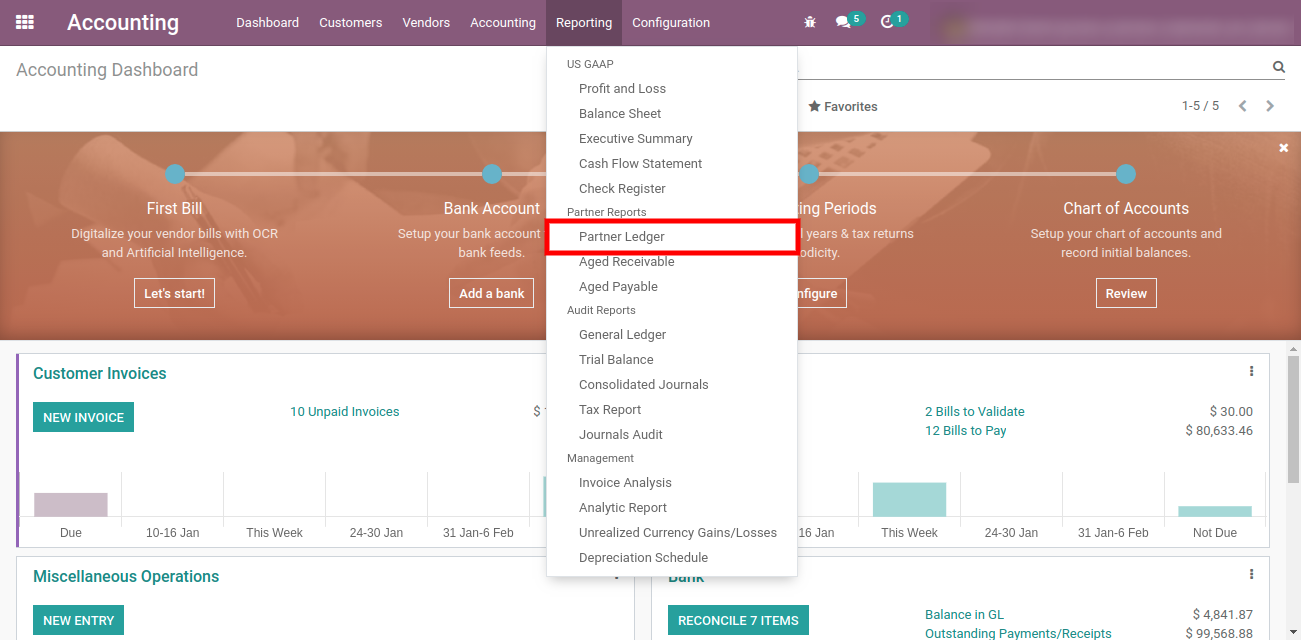 Accounting
Dashboard Customers Vendors Accounting Reporting Configuration
5 1
Accounting Dashboard
Favorites
1-5 / 5
US GAAP
Profit and Loss
Balance Sheet
Executive Summary
Cash Flow Statement
Check Register
Partner Reports
Partner Ledger
Aged Receivable
Aged Payable
Audit Reports
General Ledger
Trial Balance
Consolidated Journals
Tax Report
Journals Audit
Management
Invoice Analysis
Analytic Report
Unrealized Currency Gains/Losses
Depreciation Schedule
First Bill
Digitalize your vendor bills with OCR
and Artificial Intelligence.
Let's start!
Bank Account
Setup your bank account
bank feeds.
Add a bank
ing Periods
years & tax returns
odicity.
nfigure
Chart of Accounts
Setup your chart of accounts and
record initial balances.
Review
Customer Invoices
NEW INVOICE
10 Unpaid Invoices $
Due 10-16 Jan This Week 24-30 Jan 31 Jan-6 Feb
2 Bills to Validate $ 30.00
12 Bills to Pay $ 80,633.46
16 Jan This Week 24-30 Jan 31 Jan-6 Feb Not Due
Miscellaneous Operations
NEW ENTRY
Bank
RECONCILE 7 ITEMS
Balance in GL $ 4,841.87
Outstanding Payments/Receipts $ 99,568.88